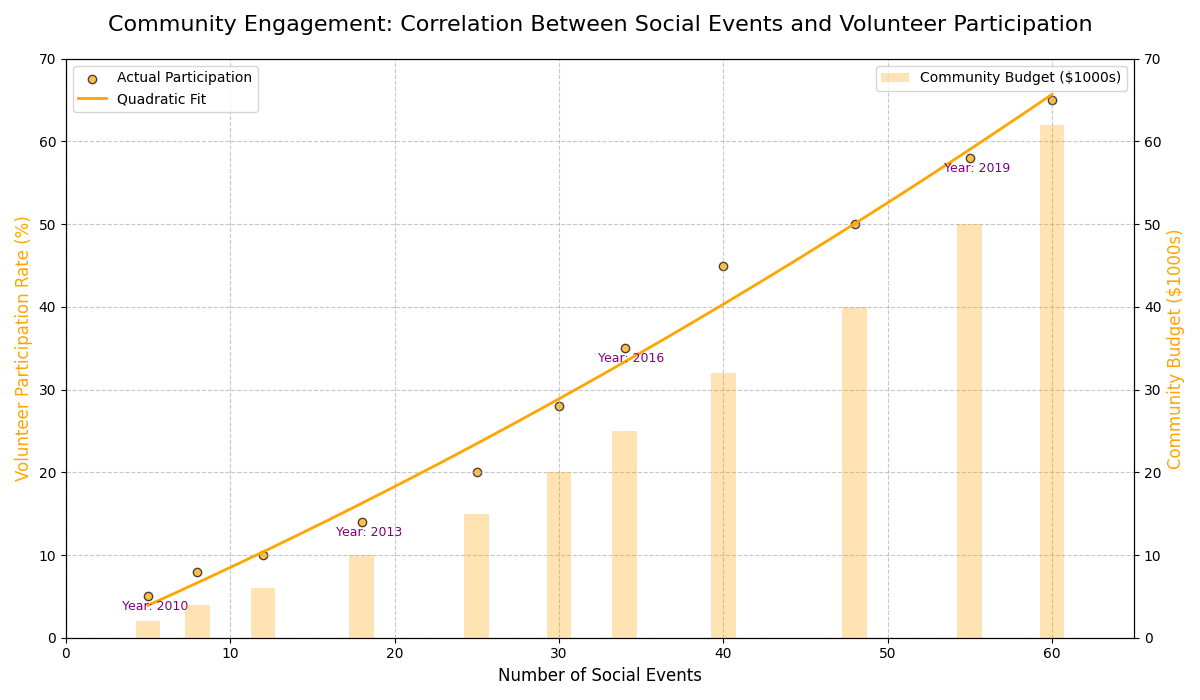 Community Engagement: Correlation Between Social Events and Volunteer Participation
Actual Participation
Quadratic Fit
Community Budget ($1000s)
Volunteer Participation Rate (%)
70
60
50
40
30
20
10
0
Year: 2010
Year: 2013
Year: 2016
Year: 2019
70
60
50
40
30
20
10
0
Community Budget ($1000s)
0 10 20 30 40 50 60
Number of Social Events